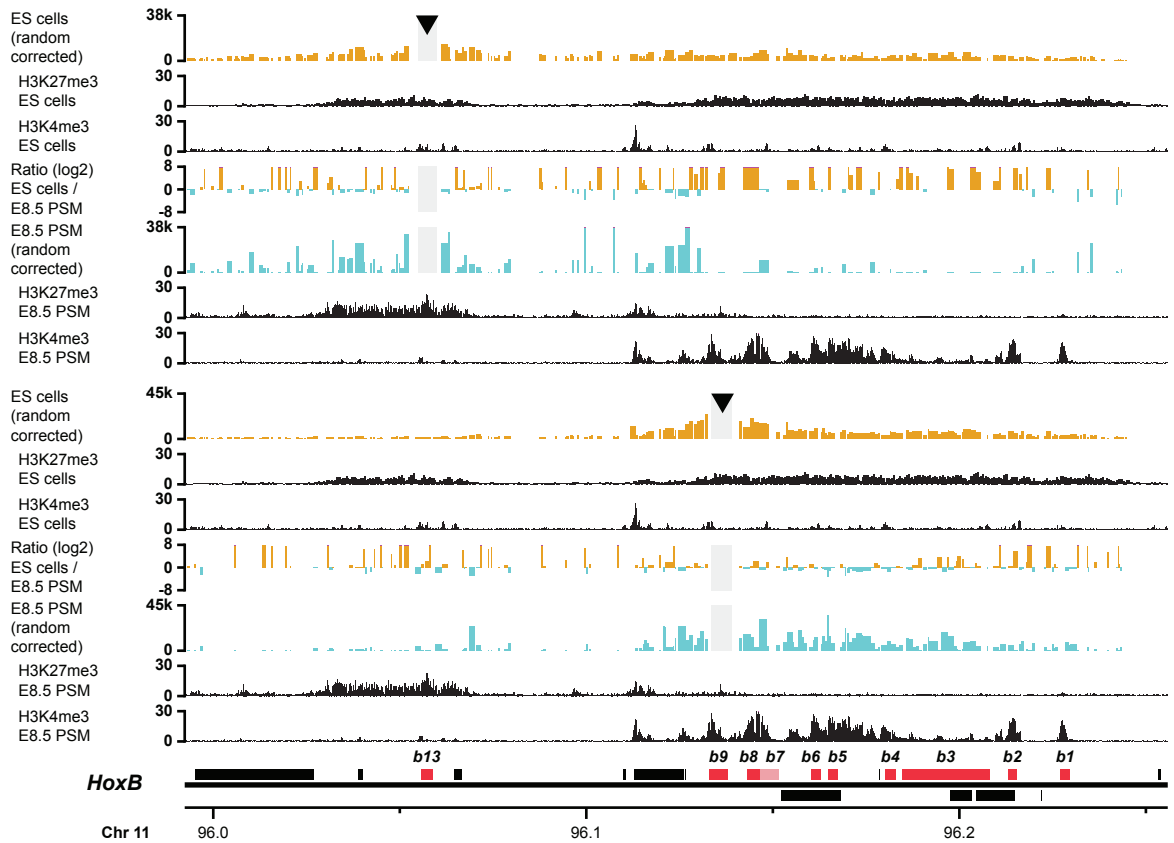 ES cells
(random
corrected)
38k
0
H3K27me3
ES cells
30
0
H3K4me3
ES cells
30
0
Ratio (log2)
ES cells /
E8.5 PSM
8
0
-8
E8.5 PSM
(random
corrected)
38k
0
H3K27me3
E8.5 PSM
30
0
H3K4me3
E8.5 PSM
30
0
ES cells
(random
corrected)
45k
0
H3K27me3
ES cells
30
0
H3K4me3
ES cells
30
0
Ratio (log2)
ES cells /
E8.5 PSM
8
0
-8
E8.5 PSM
(random
corrected)
45k
0
H3K27me3
E8.5 PSM
30
0
H3K4me3
E8.5 PSM
30
0
b13 b9 b8 b7 b6 b5 b4 b3 b2 b1
HoxB
Chr 11 96.0 96.1 96.2